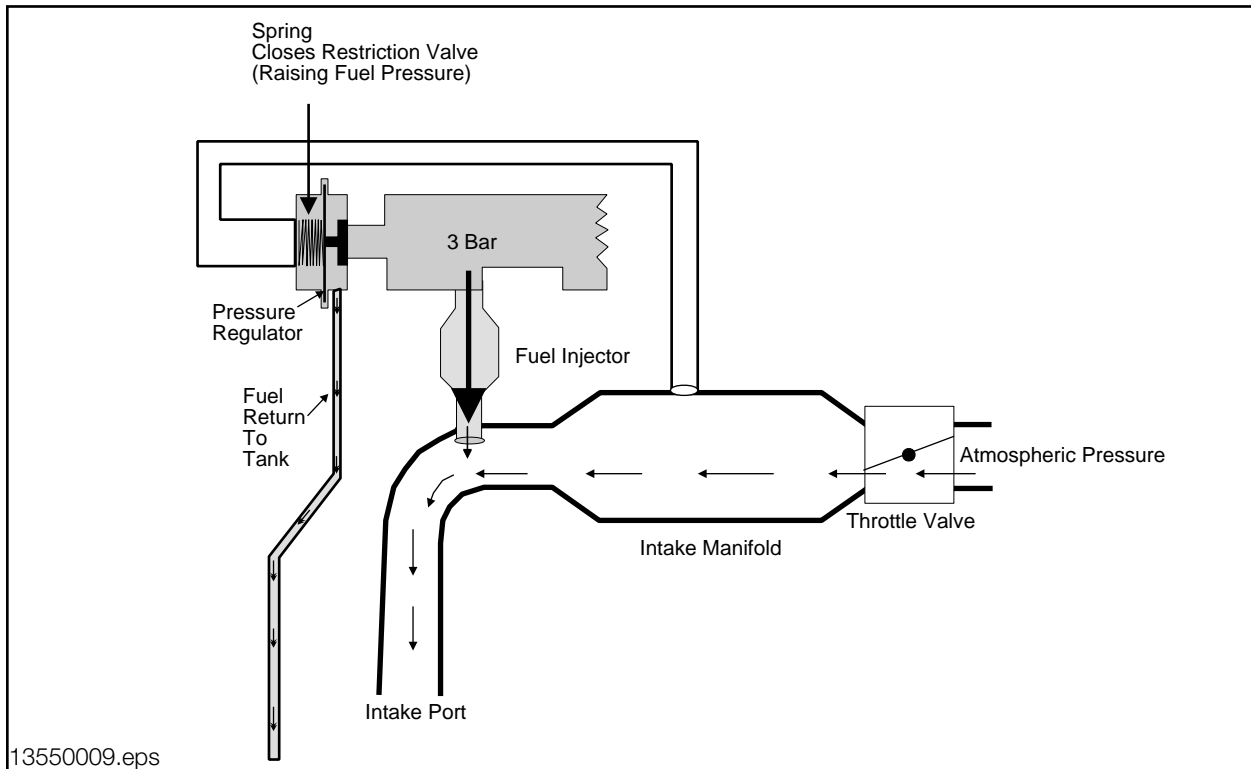 Spring
Closes Restriction Valve
(Raising Fuel Pressure)
3 Bar
Pressure
Regulator
Fuel Injector
Fuel
Return
To
Tank
Atmospheric Pressure
Throttle Valve
Intake Manifold
Intake Port
13550009.eps